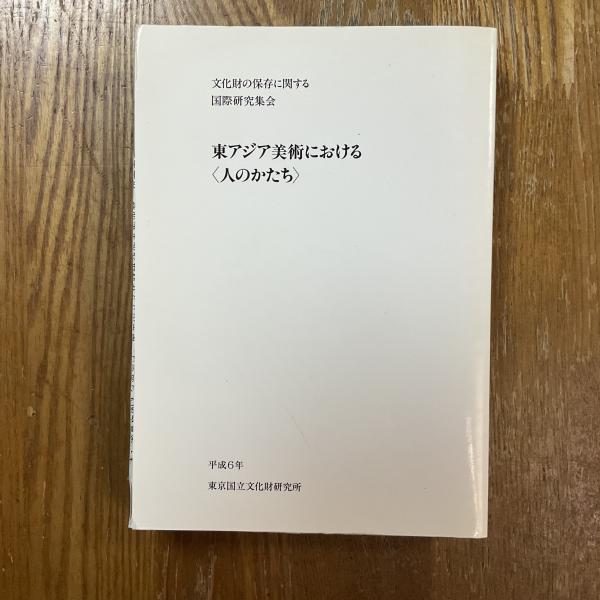 文化財の保存に関する
国際研究集会
東アジア美術における
〈人のかたち〉
平成6年
東京国立文化財研究所